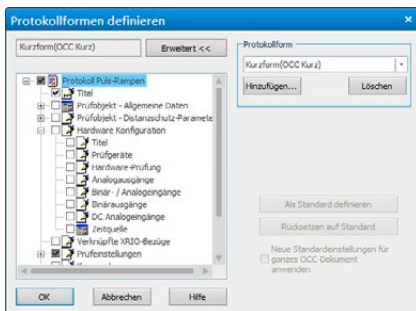 Protokollformen definieren
Kurzform(OCC Kurz)
Erweitert <<
Protokoll Puls-Rampen
Titel
Prüfobjekt - Allgemeine Daten
Prüfobjekt - Distanzschutz-Paramete
Hardware Konfiguration
Titel
Prüfgeräte
Hardware-Prüfung
Analogausgänge
Binär- / Analogeingänge
Binärausgänge
DC Analogeingänge
Zeitquelle
Verknüpfte XRIO-Bezüge
Prüfeinstellungen
Protokollform
Kurzform(OCC Kurz)
Hinzufügen...
Löschen
Als Standard definieren
Rücksetzen auf Standard
Neue Standardeinstellungen für
ganzes OCC-Dokument
anwenden
OK
Abbrechen
Hilfe